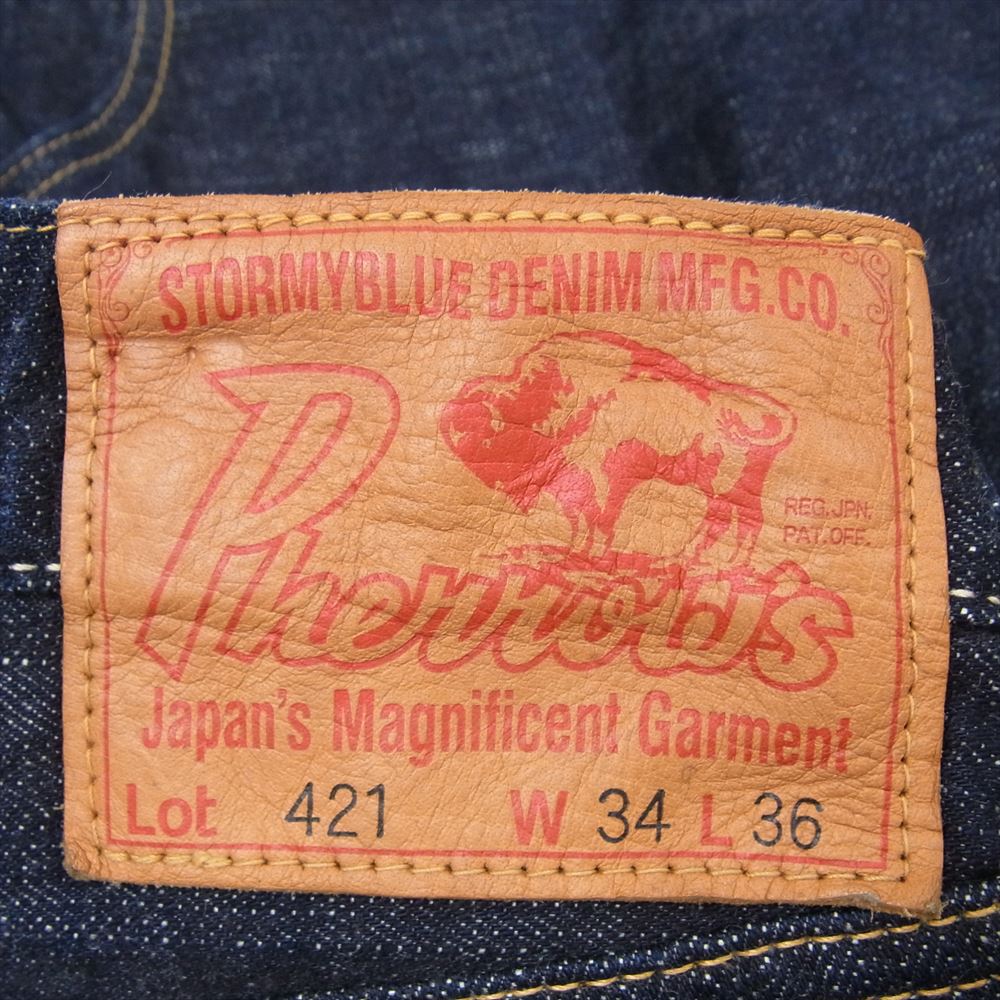 STORMYBLUE DENIM MFG.CO.
REG.JPN.
PAT.OFF.
Pherrow's
Japan's Magnificent Garment
Lot 421 W 34 L 36